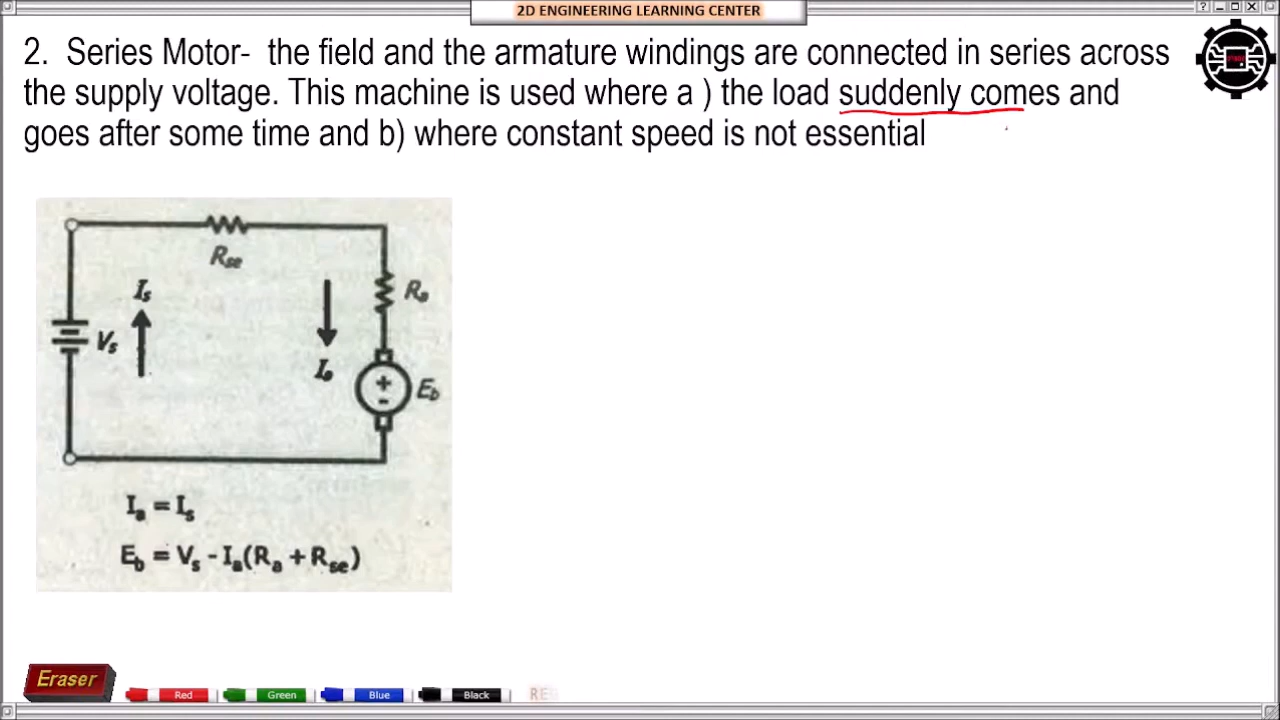 2D ENGINEERING LEARNING CENTER
2. Series Motor- the field and the armature windings are connected in series across
the supply voltage. This machine is used where a ) the load suddenly comes and
goes after some time and b) where constant speed is not essential
Rse
Is
Ra
Vs
Ia
Eb
Ia = Is
Eb = Vs - Ia(Ra + Rse)
Eraser
Red Green Blue Black RE